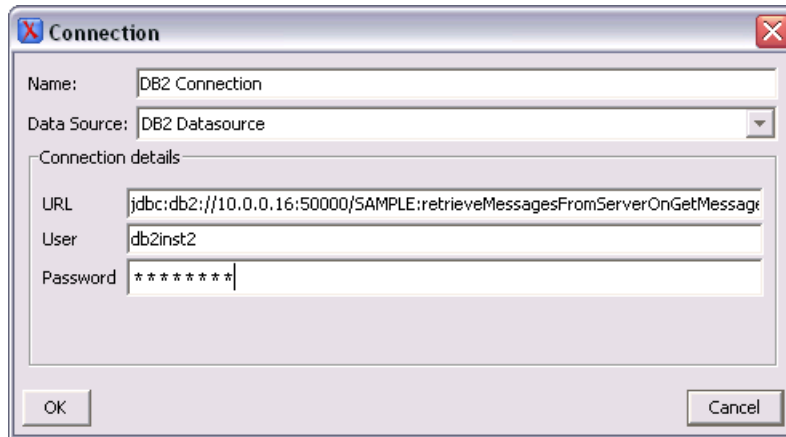 Connection
Name: DB2 Connection
Data Source: DB2 Datasource
Connection details
URL jdbc:db2://10.0.0.16:50000/SAMPLE:retrieveMessagesFromServerOnGetMessage
User db2inst2
Password ********
OK Cancel